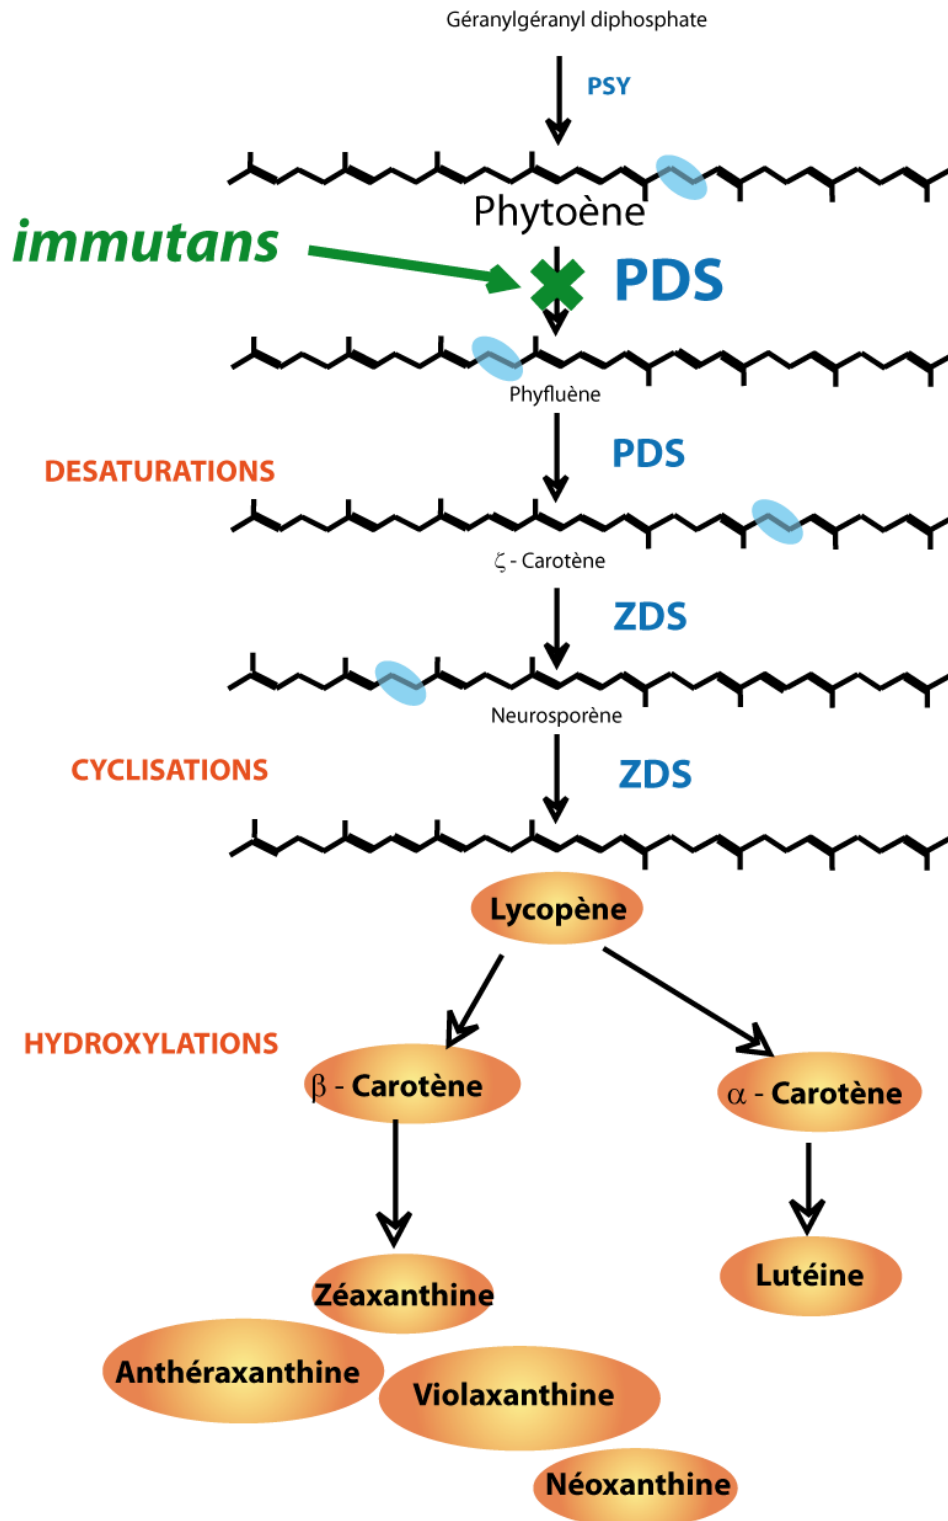 Géranylgéranyl diphosphate
PSY
Phytoène
immutans
PDS
Phyfluène
PDS
DESATURATIONS
ζ - Carotène
ZDS
Neurosporène
CYCLISATIONS
ZDS
Lycopène
HYDROXYLATIONS
β - Carotène
α - Carotène
Zéaxanthine
Lutéine
Anthéraxanthine
Violaxanthine
Néoxanthine